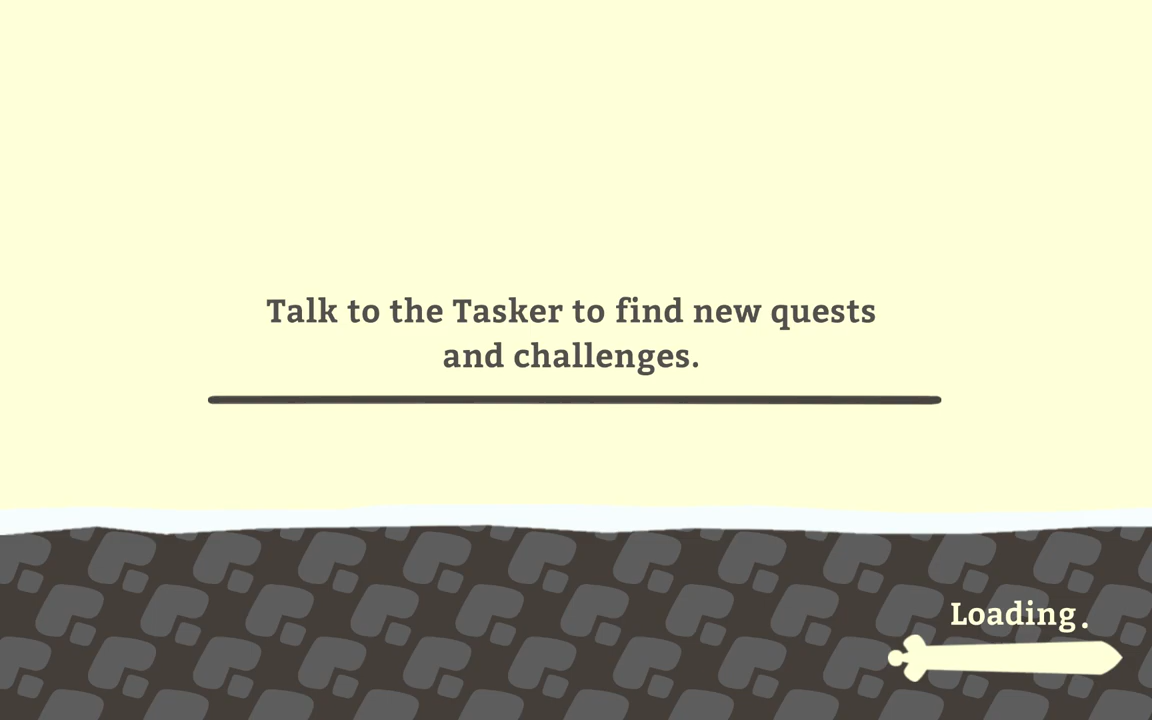 Talk to the Tasker to find new quests
and challenges.
Loading.